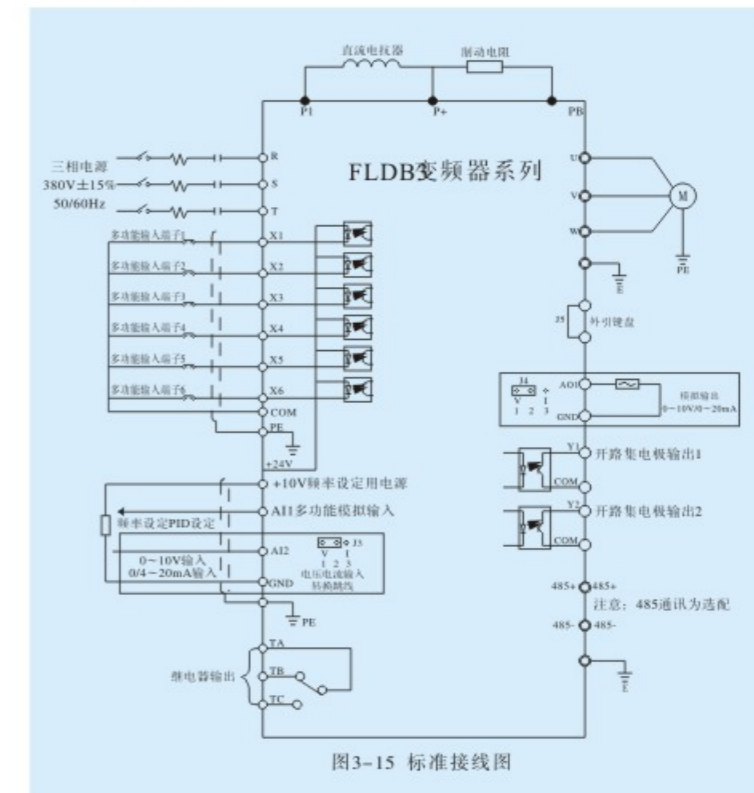 直流电抗器 制动电阻
P1 P+ PB
FLDB3变频器系列
三相电源
380V±15%
50/60Hz
R
S
T
U
V
W
M
PE
E
多功能输入端子1 X1
多功能输入端子2 X2
多功能输入端子3 X3
多功能输入端子4 X4
多功能输入端子5 X5
多功能输入端子6 X6
COM
PE
+24V
J5 外引键盘
J4
V I
1 2 3
AO1
GND
模拟输出
0~10V/0~20mA
Y1 开路集电极输出1
COM
Y2 开路集电极输出2
COM
+10V频率设定用电源
AI1多功能模拟输入
频率设定PID设定
AI2
J3
V I
1 2 3
0~10V输入
0/4~20mA输入
电压电流输入
转换跳线
GND
PE
485+ 485+
注意：485通讯为选配
485- 485-
E
继电器输出
TA
TB
TC
图3-15 标准接线图